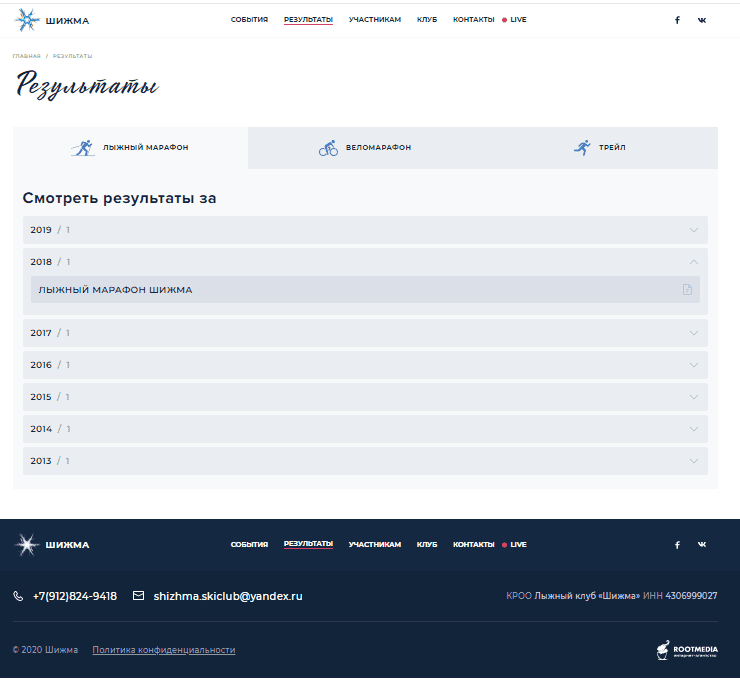 ШИЖМА
СОБЫТИЯ РЕЗУЛЬТАТЫ УЧАСТНИКАМ КЛУБ КОНТАКТЫ LIVE
ГЛАВНАЯ / РЕЗУЛЬТАТЫ
Результаты
ЛЫЖНЫЙ МАРАФОН ВЕЛОМАРАФОН ТРЕЙЛ
Смотреть результаты за
2019 / 1
2018 / 1
ЛЫЖНЫЙ МАРАФОН ШИЖМА
2017 / 1
2016 / 1
2015 / 1
2014 / 1
2013 / 1
ШИЖМА
СОБЫТИЯ РЕЗУЛЬТАТЫ УЧАСТНИКАМ КЛУБ КОНТАКТЫ LIVE
+7(912)824-9418 shizhma.skiclub@yandex.ru КРОО Лыжный клуб «Шижма» ИНН 4306999027
© 2020 Шижма Политика конфиденциальности
ROOTMEDIA
интернет-агентство